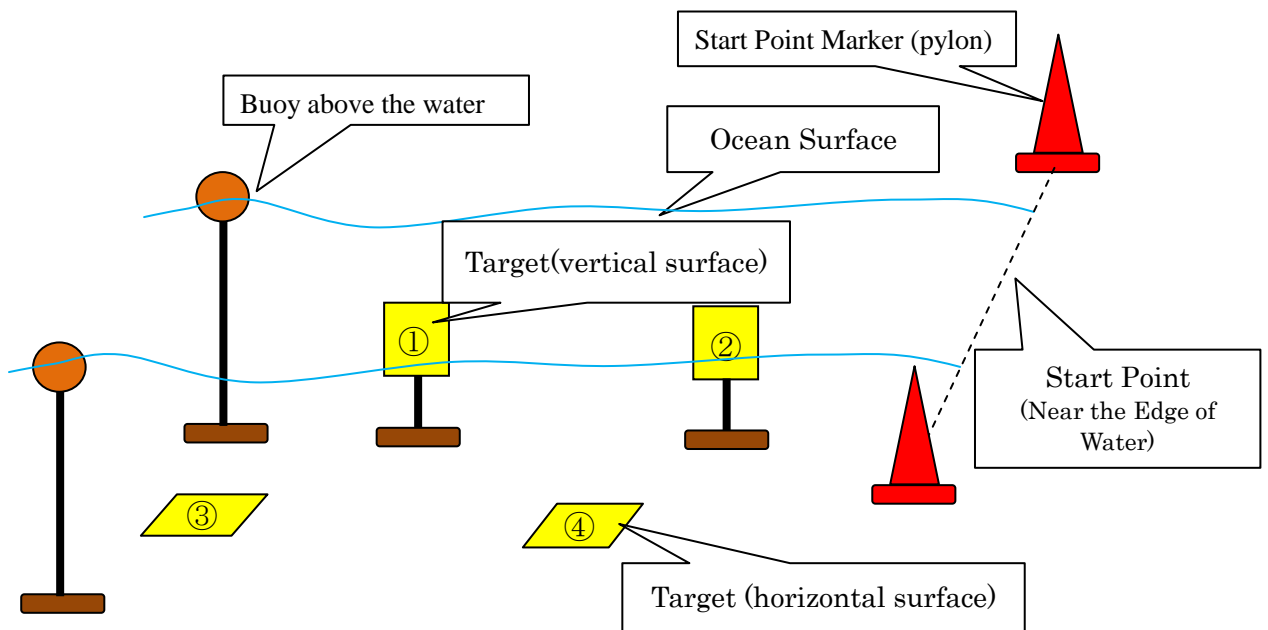 Start Point Marker (pylon)
Buoy above the water
Ocean Surface
Target(vertical surface)
①
②
Start Point
(Near the Edge of
Water)
③
④
Target (horizontal surface)